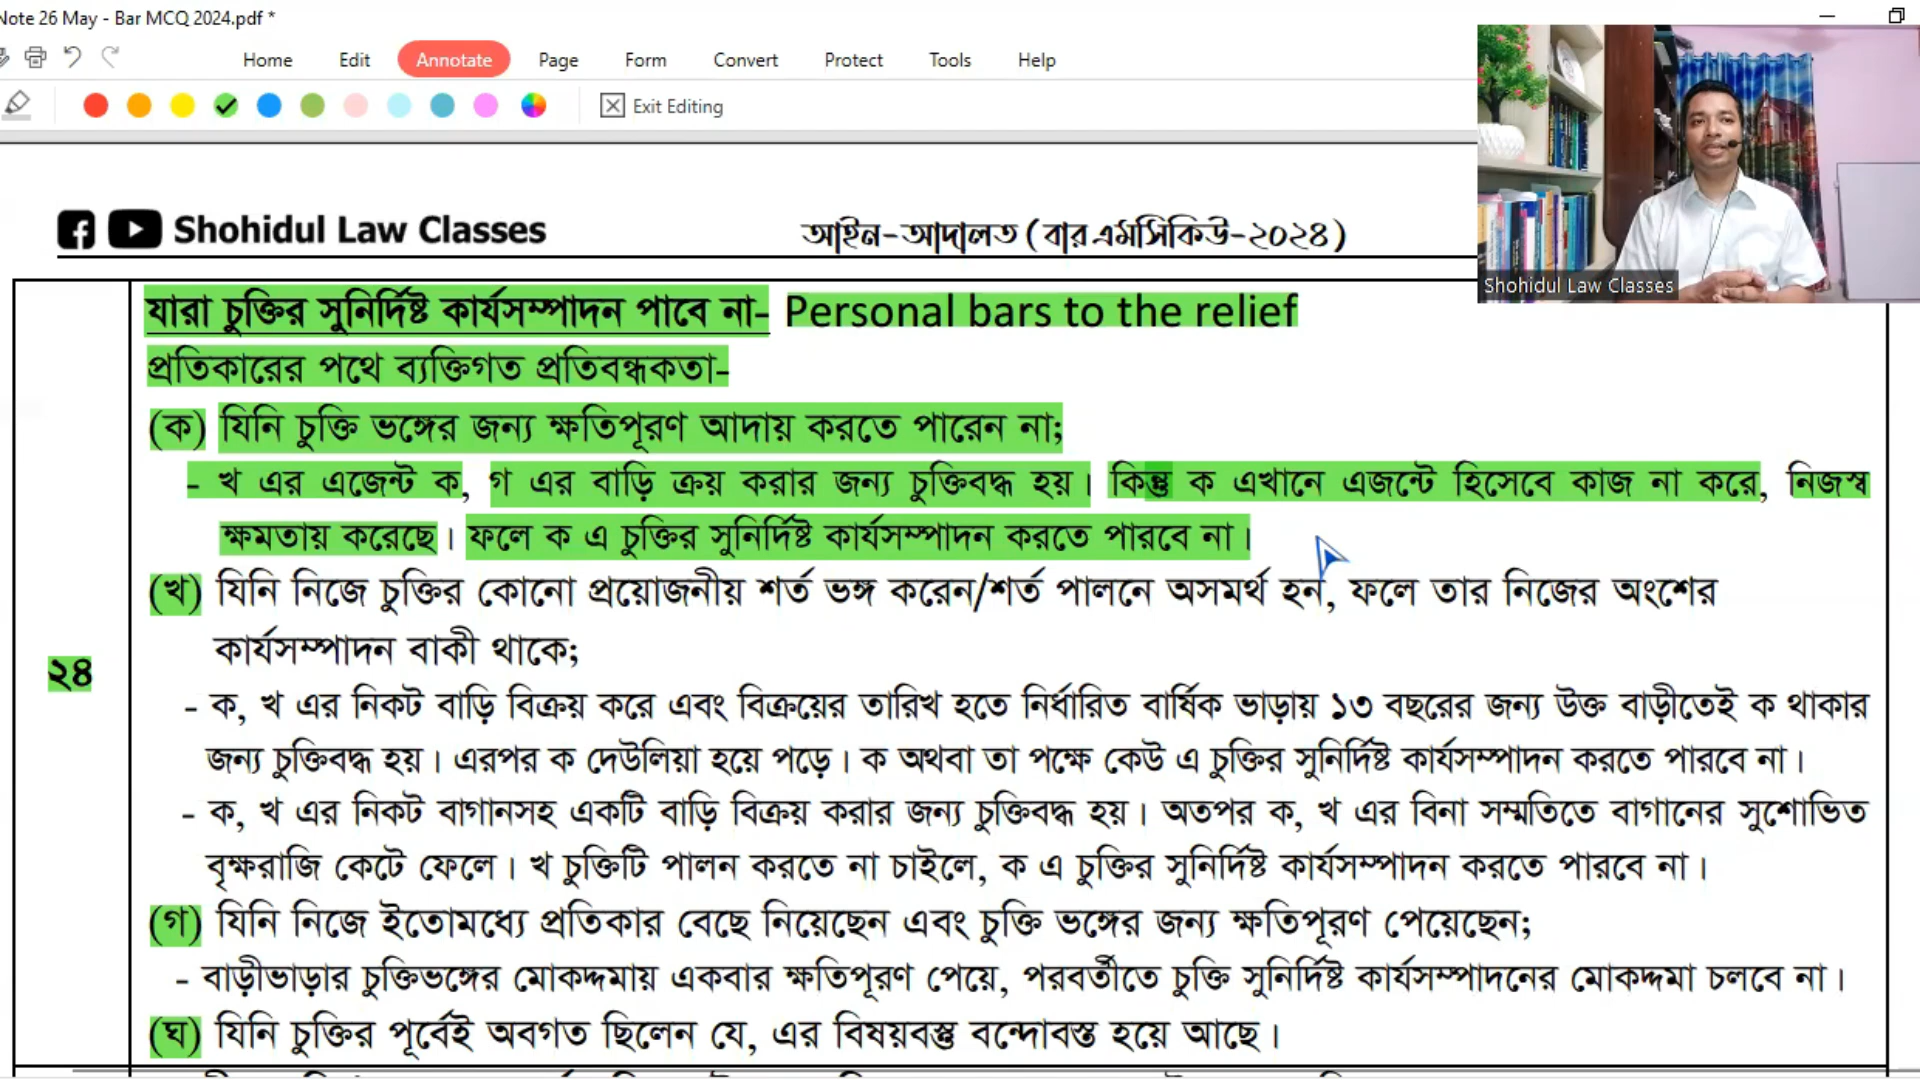 Note 26 May - Bar MCQ 2024.pdf *
Home Edit Annotate Page Form Convert Protect Tools Help
Exit Editing
Shohidul Law Classes
আইন-আদালত (বার এমসিকিউ-২০২৪)
Shohidul Law Classes
যারা চুক্তির সুনির্দিষ্ট কার্যসম্পাদন পাবে না- Personal bars to the relief
প্রতিকারের পথে ব্যক্তিগত প্রতিবন্ধকতা-
(ক) যিনি চুক্তি ভঙ্গের জন্য ক্ষতিপূরণ আদায় করতে পারেন না;
- খ এর এজেন্ট ক, গ এর বাড়ি ক্রয় করার জন্য চুক্তিবদ্ধ হয়। কিন্তু ক এখানে এজন্টে হিসেবে কাজ না করে, নিজস্ব
ক্ষমতায় করেছে। ফলে ক এ চুক্তির সুনির্দিষ্ট কার্যসম্পাদন করতে পারবে না।
(খ) যিনি নিজে চুক্তির কোনো প্রয়োজনীয় শর্ত ভঙ্গ করেন/শর্ত পালনে অসমর্থ হন, ফলে তার নিজের অংশের
কার্যসম্পাদন বাকী থাকে;
২৪
- ক, খ এর নিকট বাড়ি বিক্রয় করে এবং বিক্রয়ের তারিখ হতে নির্ধারিত বার্ষিক ভাড়ায় ১৩ বছরের জন্য উক্ত বাড়ীতেই ক থাকার
জন্য চুক্তিবদ্ধ হয়। এরপর ক দেউলিয়া হয়ে পড়ে। ক অথবা তা পক্ষে কেউ এ চুক্তির সুনির্দিষ্ট কার্যসম্পাদন করতে পারবে না।
- ক, খ এর নিকট বাগানসহ একটি বাড়ি বিক্রয় করার জন্য চুক্তিবদ্ধ হয়। অতপর ক, খ এর বিনা সম্মতিতে বাগানের সুশোভিত
বৃক্ষরাজি কেটে ফেলে। খ চুক্তিটি পালন করতে না চাইলে, ক এ চুক্তির সুনির্দিষ্ট কার্যসম্পাদন করতে পারবে না।
(গ) যিনি নিজে ইতোমধ্যে প্রতিকার বেছে নিয়েছেন এবং চুক্তি ভঙ্গের জন্য ক্ষতিপূরণ পেয়েছেন;
- বাড়ীভাড়ার চুক্তিভঙ্গের মোকদ্দমায় একবার ক্ষতিপূরণ পেয়ে, পরবর্তীতে চুক্তি সুনির্দিষ্ট কার্যসম্পাদনের মোকদ্দমা চলবে না।
(ঘ) যিনি চুক্তির পূর্বেই অবগত ছিলেন যে, এর বিষয়বস্তু বন্দোবস্ত হয়ে আছে।